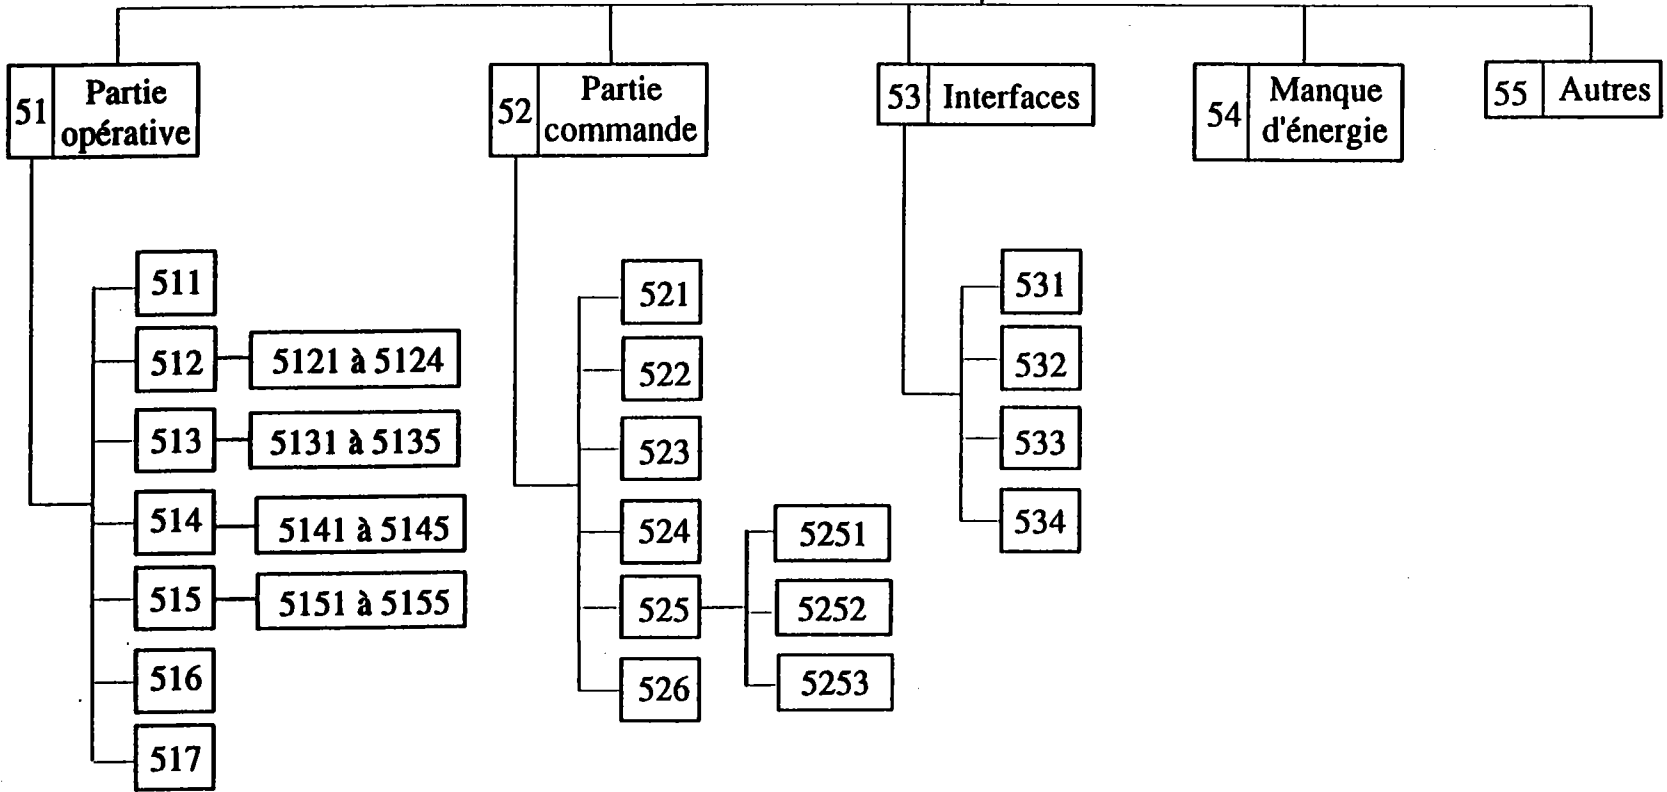 51 Partie opérative
52 Partie commande
53 Interfaces
54 Manque d'énergie
55 Autres
511
512 5121 à 5124
513 5131 à 5135
514 5141 à 5145
515 5151 à 5155
516
517
521
522
523
524
525
526
5251
5252
5253
531
532
533
534